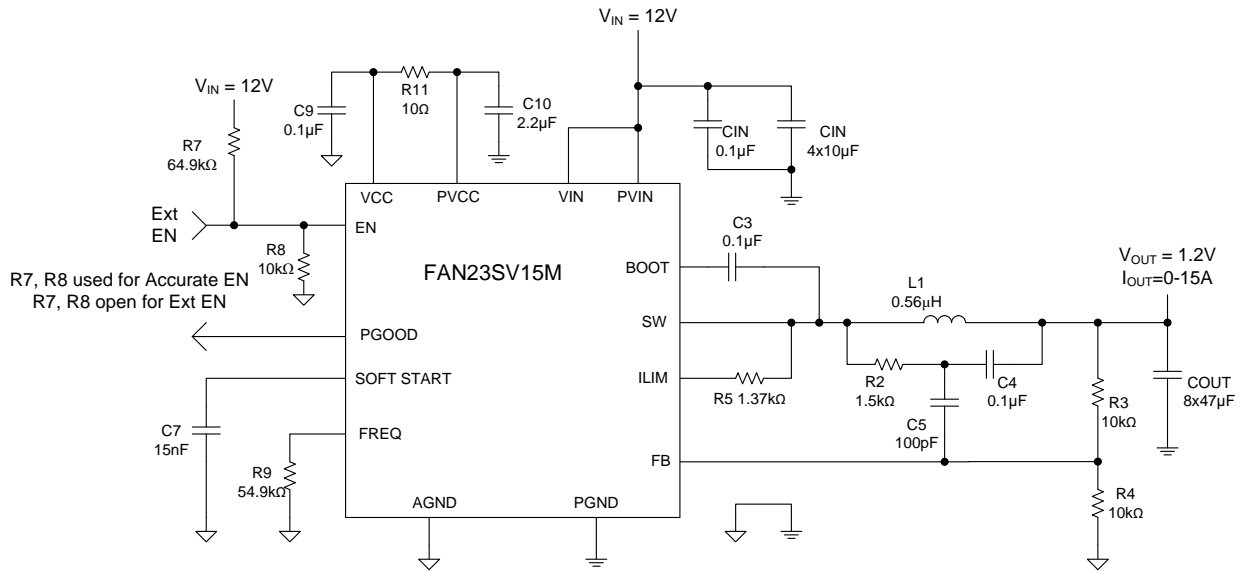 VIN = 12V
VIN = 12V
C9
0.1µF
R11
10Ω
C10
2.2µF
CIN
0.1µF
CIN
4x10µF
R7
64.9kΩ
VCC
PVCC
VIN
PVIN
Ext
EN
EN
R8
10kΩ
R7, R8 used for Accurate EN
R7, R8 open for Ext EN
FAN23SV15M
BOOT
C3
0.1µF
VOUT = 1.2V
IOUT=0-15A
L1
0.56µH
PGOOD
SW
SOFT START
ILIM
R5 1.37kΩ
R2
1.5kΩ
C4
0.1µF
C5
100pF
R3
10kΩ
COUT
8x47µF
C7
15nF
FREQ
R9
54.9kΩ
FB
R4
10kΩ
AGND
PGND